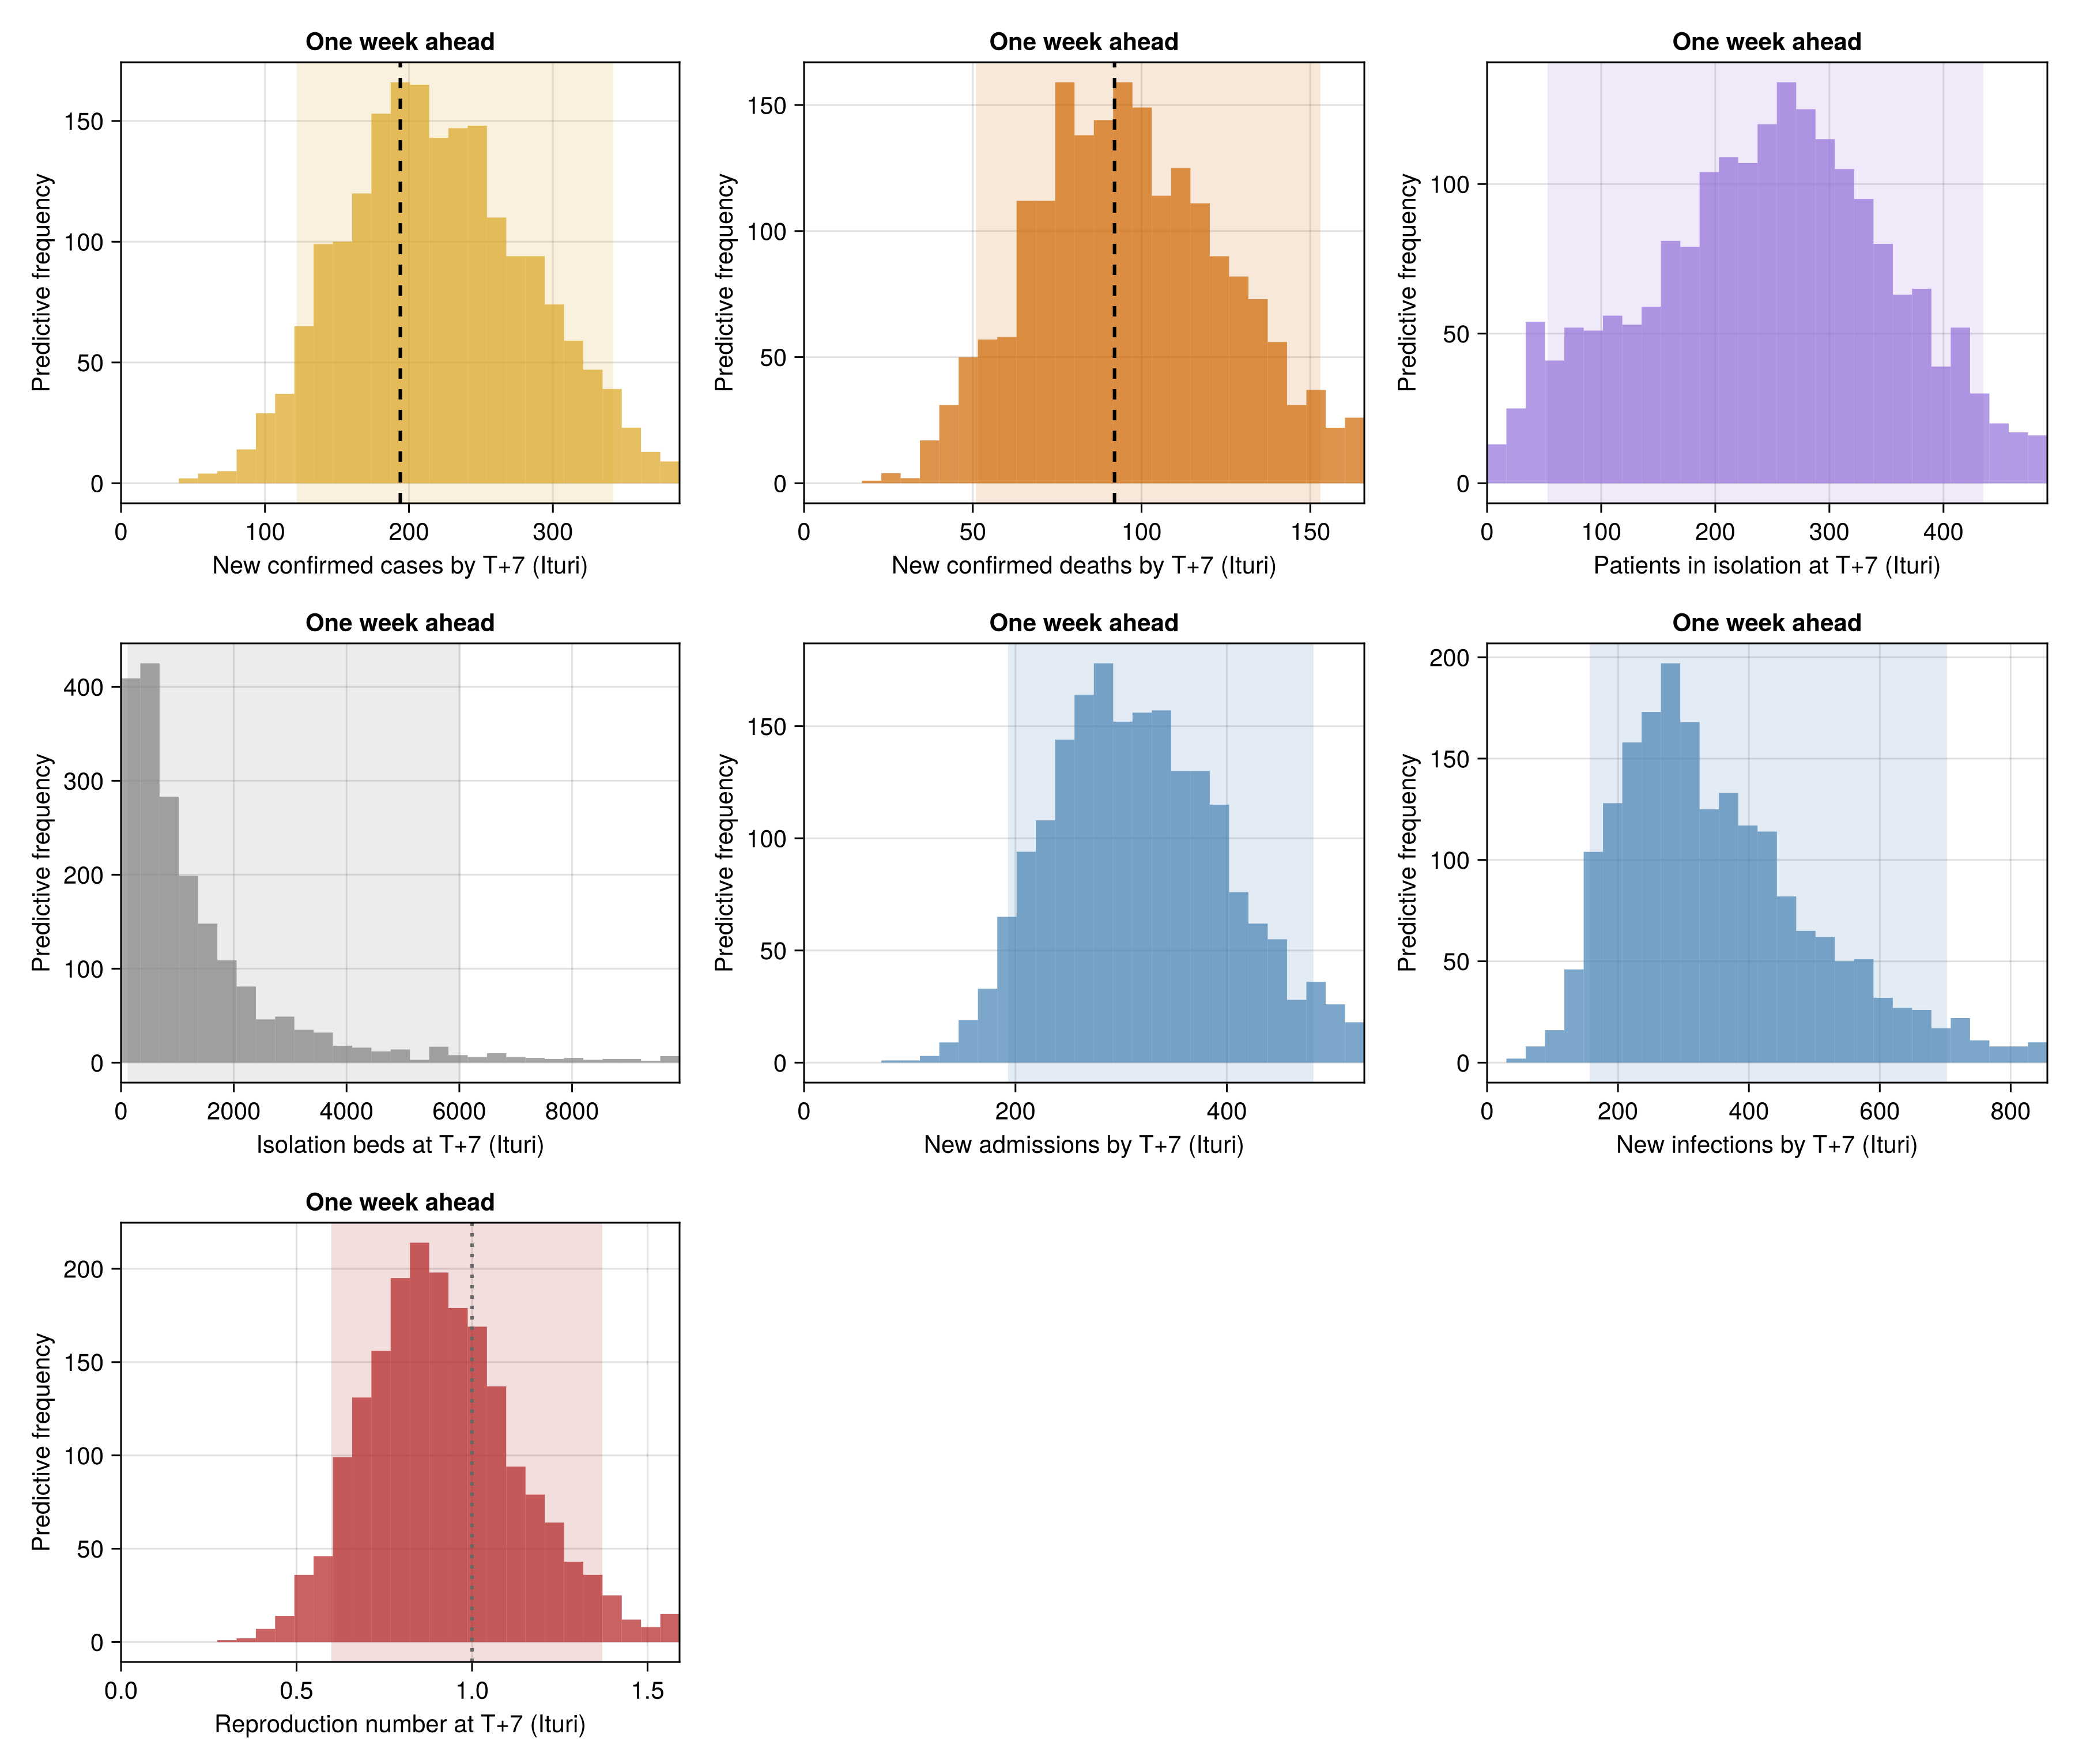 One week ahead
One week ahead
One week ahead
Predictive frequency
150
100
50
0
0
100
200
300
New confirmed cases by T+7 (Ituri)
Predictive frequency
150
100
50
0
0
50
100
150
New confirmed deaths by T+7 (Ituri)
Predictive frequency
100
50
0
0
100
200
300
400
Patients in isolation at T+7 (Ituri)
One week ahead
One week ahead
One week ahead
Predictive frequency
400
300
200
100
0
0
2000
4000
6000
8000
Isolation beds at T+7 (Ituri)
Predictive frequency
150
100
50
0
0
200
400
New admissions by T+7 (Ituri)
Predictive frequency
200
150
100
50
0
0
200
400
600
800
New infections by T+7 (Ituri)
One week ahead
Predictive frequency
200
150
100
50
0
0.0
0.5
1.0
1.5
Reproduction number at T+7 (Ituri)